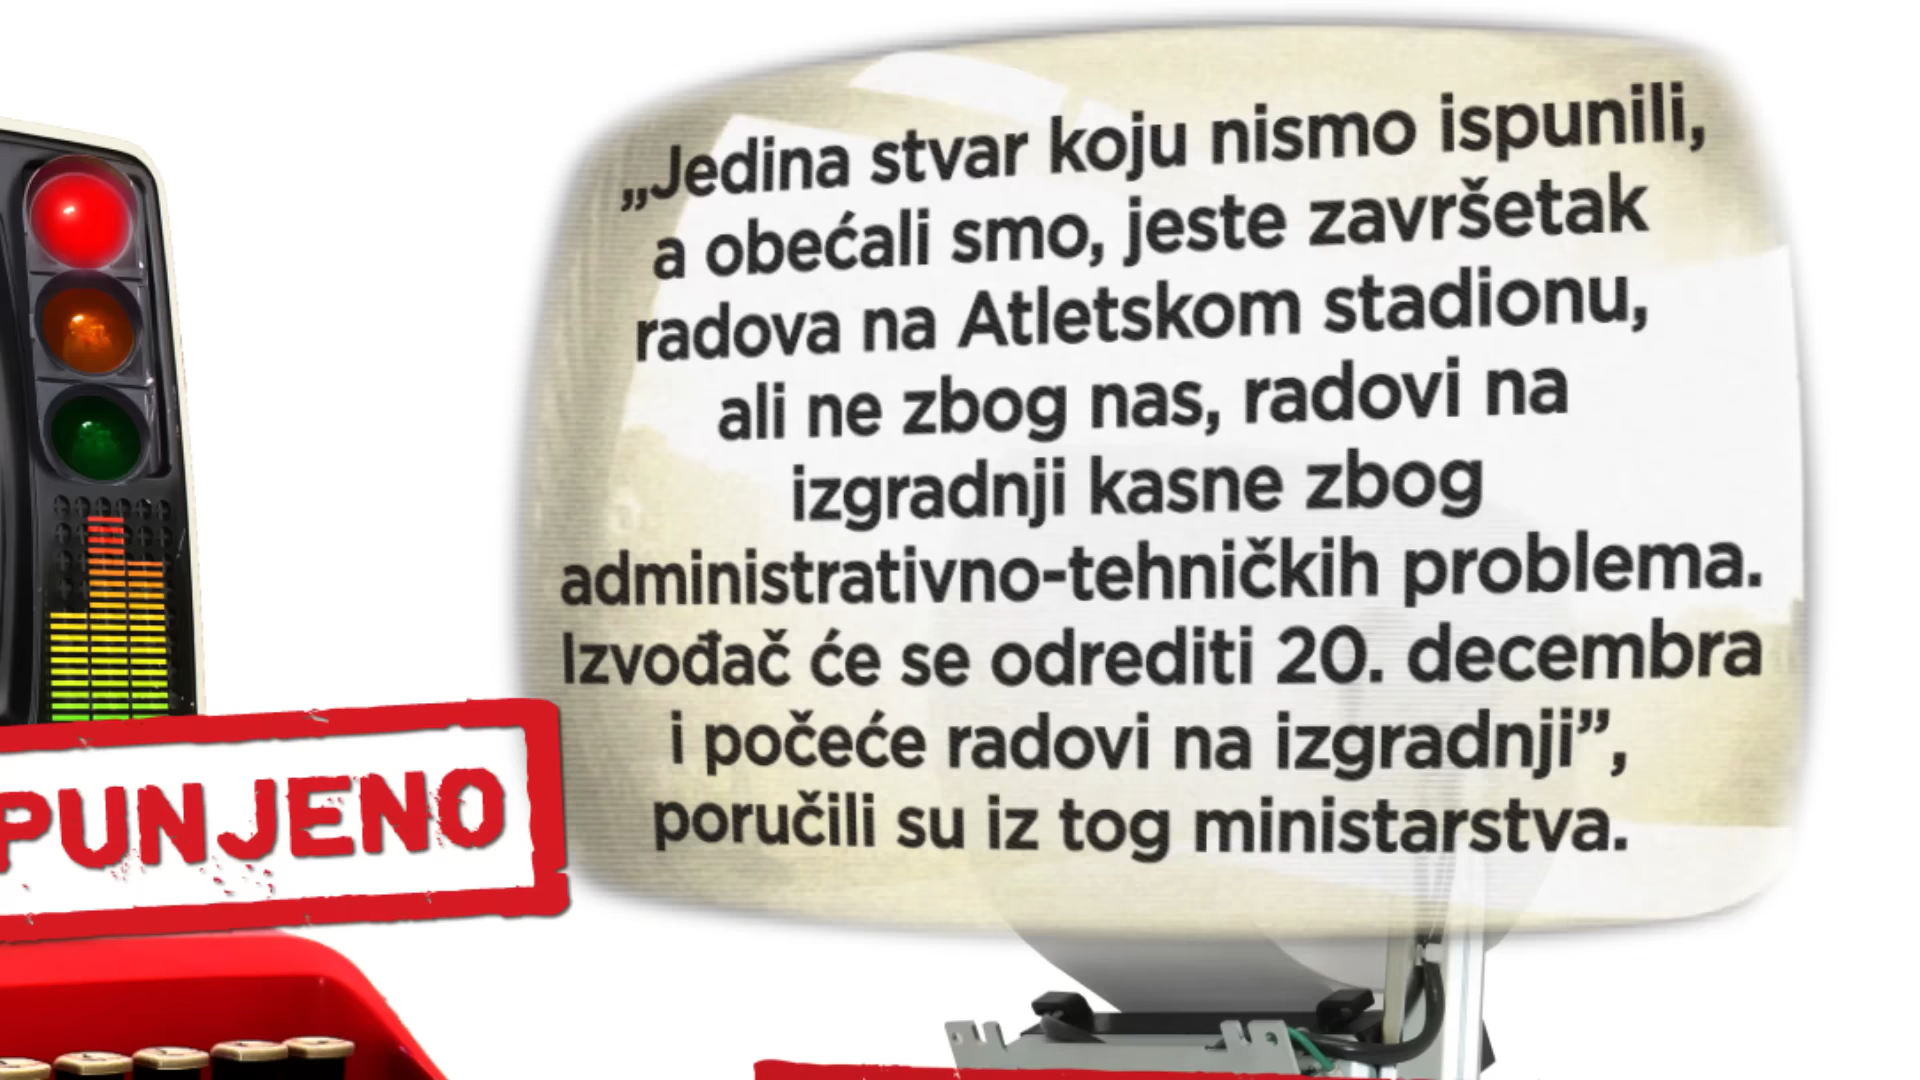 „Jedina stvar koju nismo ispunili,
a obećali smo, jeste završetak
radova na Atletskom stadionu,
ali ne zbog nas, radovi na
izgradnji kasne zbog
administrativno-tehničkih problema.
Izvođač će se odrediti 20. decembra
i početće radovi na izgradnji”,
poručili su iz tog ministarstva.
PUNJENO